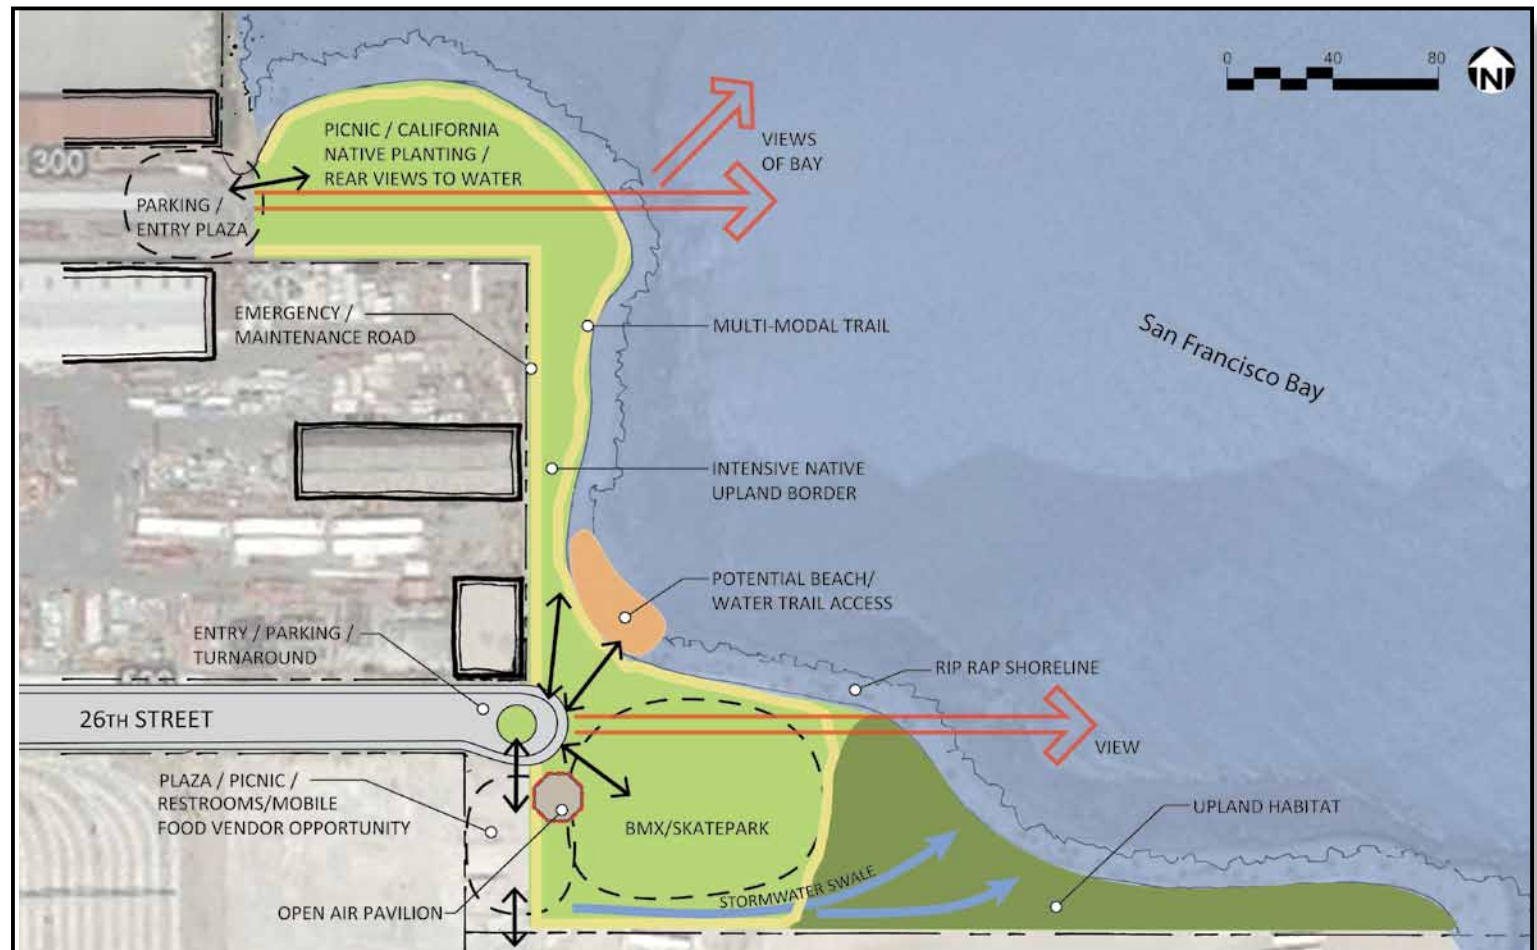 0 40 80
N
PICNIC / CALIFORNIA
NATIVE PLANTING /
REAR VIEWS TO WATER
VIEWS
OF BAY
300
PARKING /
ENTRY PLAZA
EMERGENCY /
MAINTENANCE ROAD
MULTI-MODAL TRAIL
San Francisco Bay
INTENSIVE NATIVE
UPLAND BORDER
POTENTIAL BEACH/
WATER TRAIL ACCESS
ENTRY / PARKING /
TURNAROUND
RIP RAP SHORELINE
26TH STREET
VIEW
PLAZA / PICNIC /
RESTROOMS/MOBILE
FOOD VENDOR OPPORTUNITY
BMX/SKATEPARK
UPLAND HABITAT
STORMWATER SWALE
OPEN AIR PAVILION